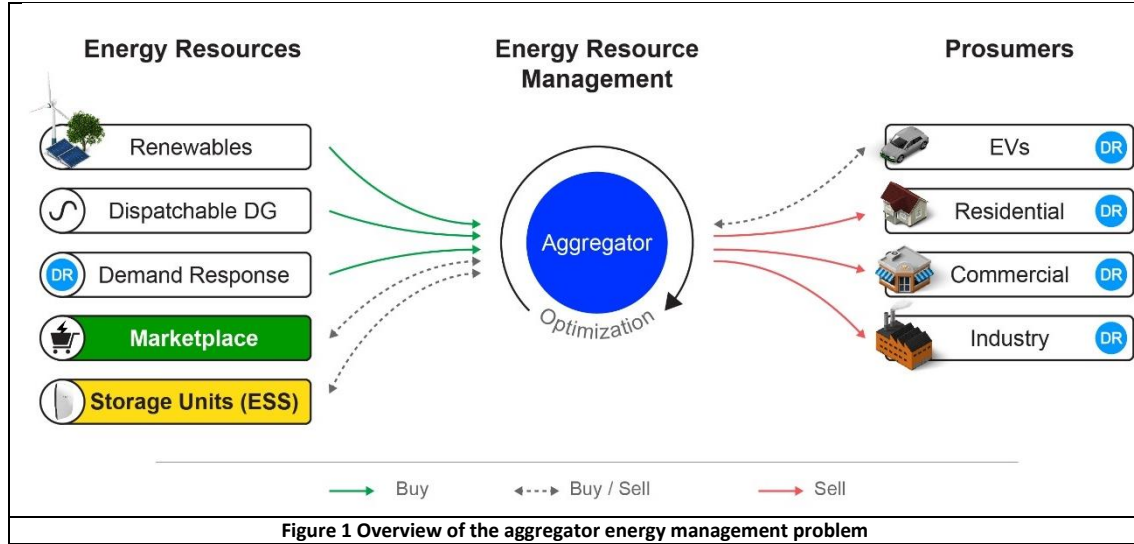 Energy Resources
Energy Resource
Management
Prosumers
Renewables
Dispatchable DG
DR Demand Response
Marketplace
Storage Units (ESS)
Aggregator
Optimization
EVs DR
Residential DR
Commercial DR
Industry DR
Buy
Buy / Sell
Sell
Figure 1 Overview of the aggregator energy management problem